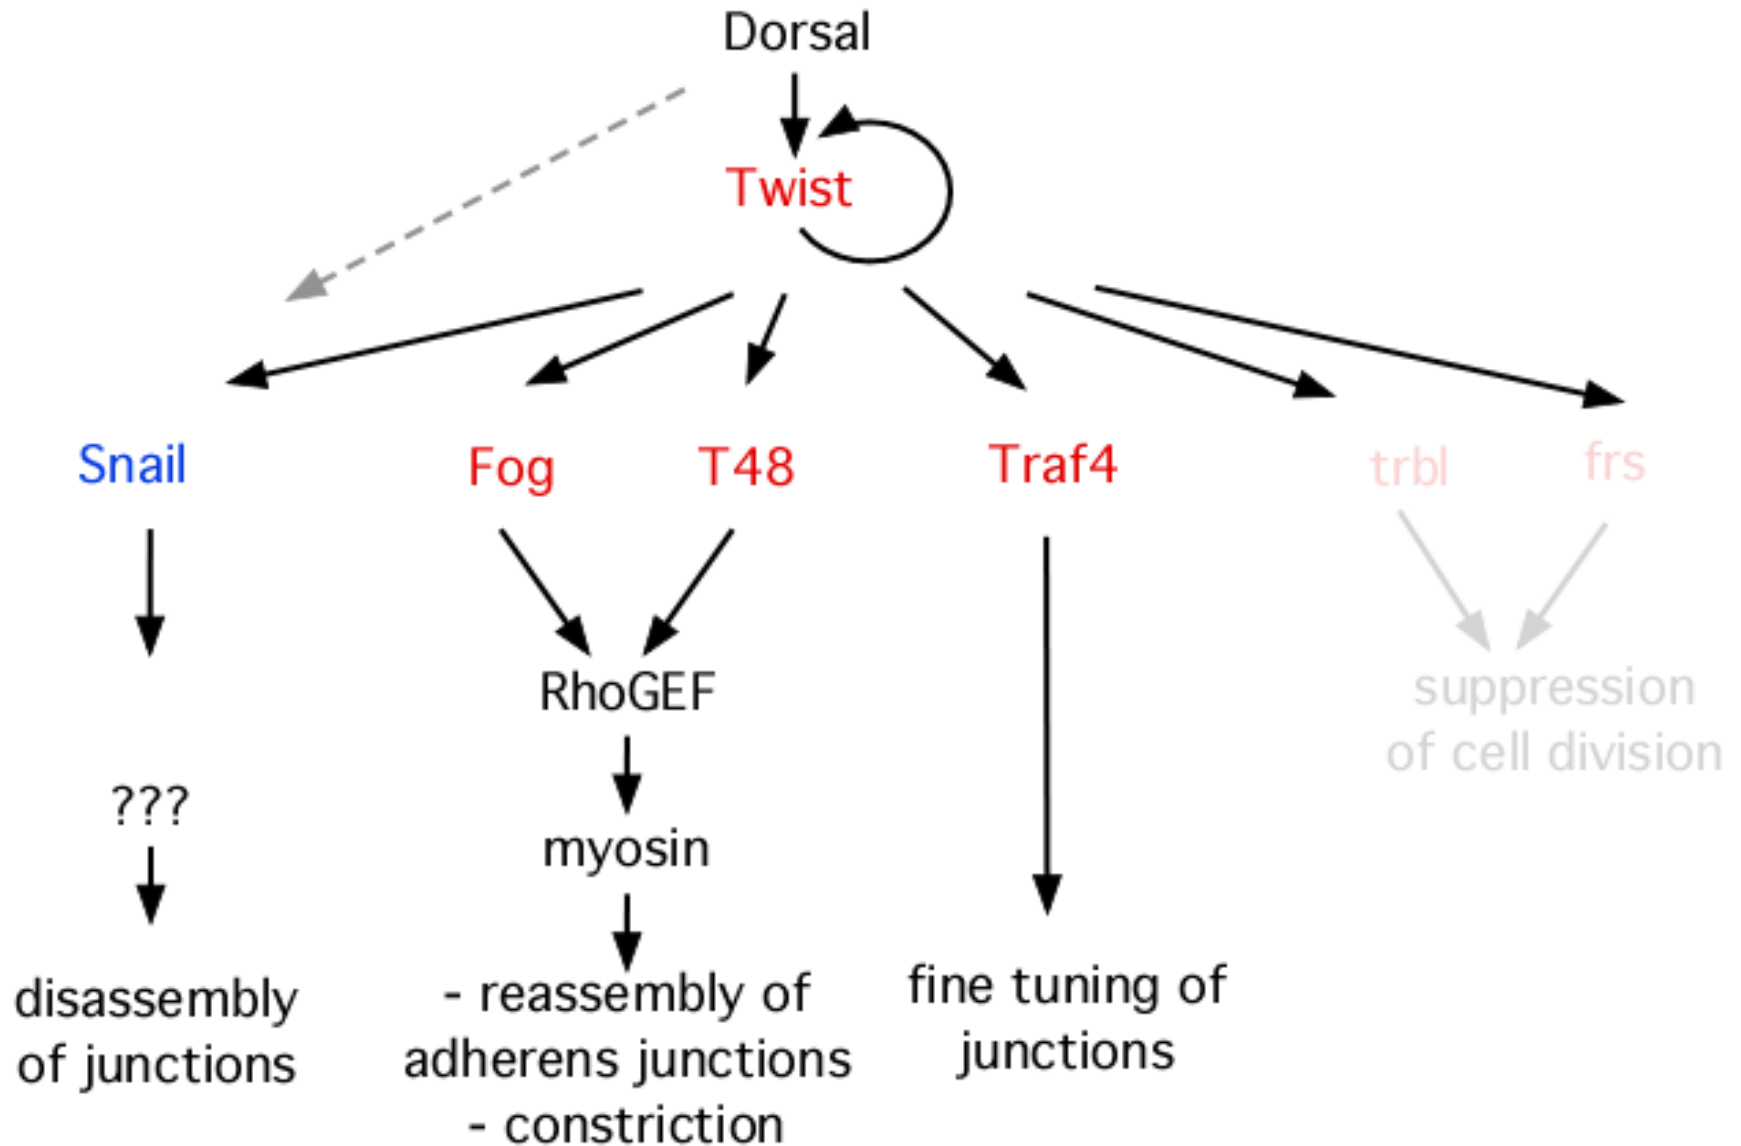 Dorsal
Twist
Snail
Fog
T48
Traf4
trbl
frs
RhoGEF
suppression
of cell division
???
myosin
disassembly
of junctions
- reassembly of
adherens junctions
- constriction
fine tuning of
junctions